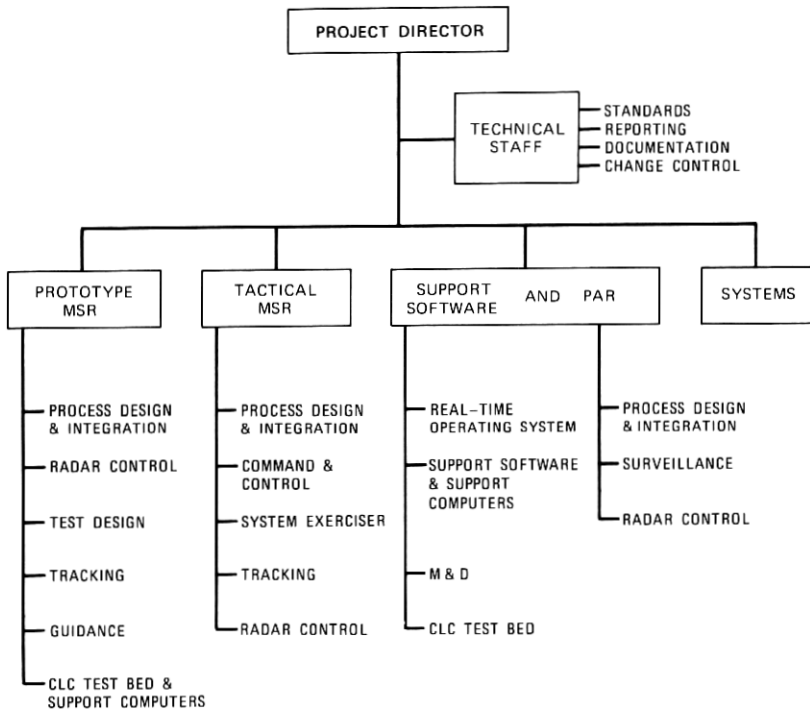 PROJECT DIRECTOR
TECHNICAL
STAFF
STANDARDS
REPORTING
DOCUMENTATION
CHANGE CONTROL
PROTOTYPE
MSR
TACTICAL
MSR
SUPPORT
SOFTWARE AND PAR
SYSTEMS
PROCESS DESIGN
& INTEGRATION
RADAR CONTROL
TEST DESIGN
TRACKING
GUIDANCE
CLC TEST BED &
SUPPORT COMPUTERS
PROCESS DESIGN
& INTEGRATION
COMMAND &
CONTROL
SYSTEM EXERCISER
TRACKING
RADAR CONTROL
REAL-TIME
OPERATING SYSTEM
SUPPORT SOFTWARE
& SUPPORT
COMPUTERS
M & D
CLC TEST BED
PROCESS DESIGN
& INTEGRATION
SURVEILLANCE
RADAR CONTROL